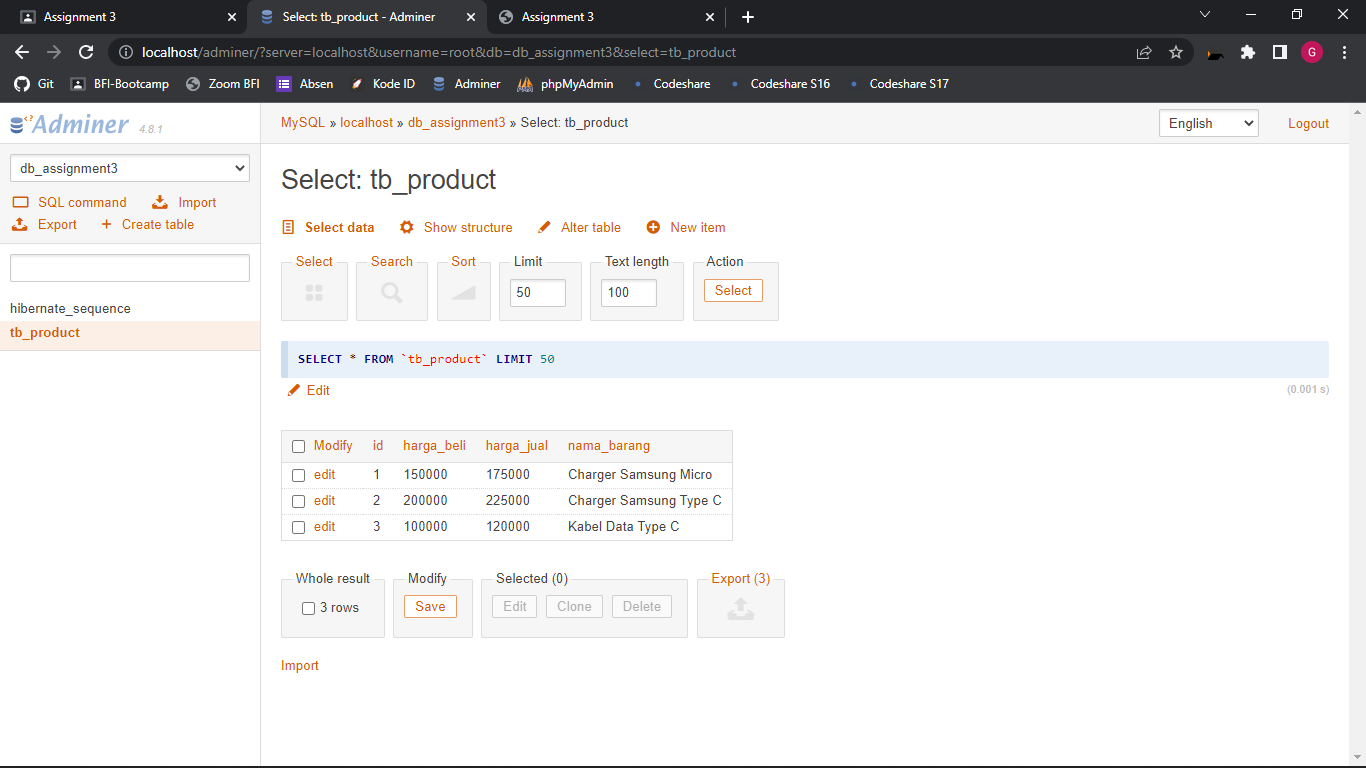 Assignment 3
Select: tb_product - Adminer
Assignment 3
localhost/adminer/?server=localhost&username=root&db=db_assignment3&select=tb_product
G
Git BFI-Bootcamp Zoom BFI Absen Kode ID Adminer phpMyAdmin Codeshare Codeshare S16 Codeshare S17
Adminer 4.8.1
MySQL » localhost » db_assignment3 » Select: tb_product
English
Logout
db_assignment3
SQL command Import
Export + Create table
hibernate_sequence
tb_product
Select: tb_product
Select data Show structure Alter table New item
Select Search Sort Limit Text length Action
50 100 Select
SELECT * FROM `tb_product` LIMIT 50
Edit (0.001 s)
Modify id harga_beli harga_jual nama_barang
edit 1 150000 175000 Charger Samsung Micro
edit 2 200000 225000 Charger Samsung Type C
edit 3 100000 120000 Kabel Data Type C
Whole result Modify Selected (0) Export (3)
3 rows Save Edit Clone Delete
Import